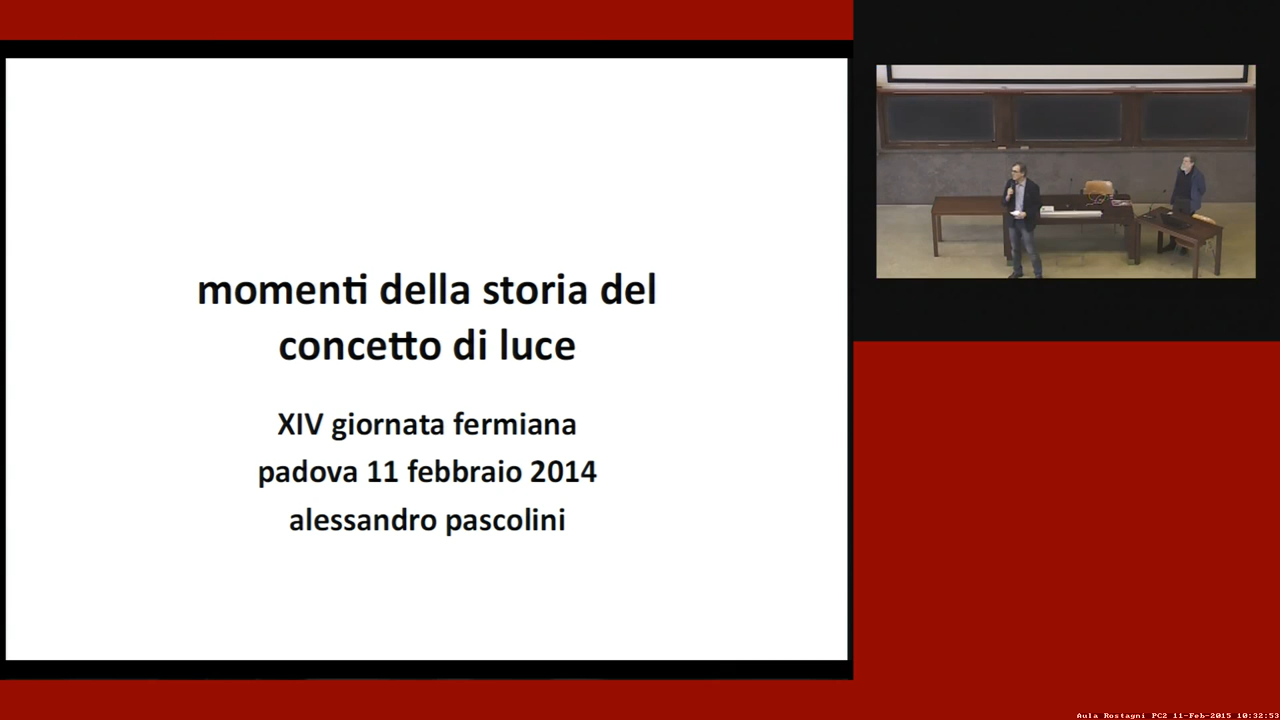 momenti della storia del
concetto di luce
XIV giornata fermiana
padova 11 febbraio 2014
alessandro pascolini
Aula Rostagni PC2 11-Feb-2015 10:32:53